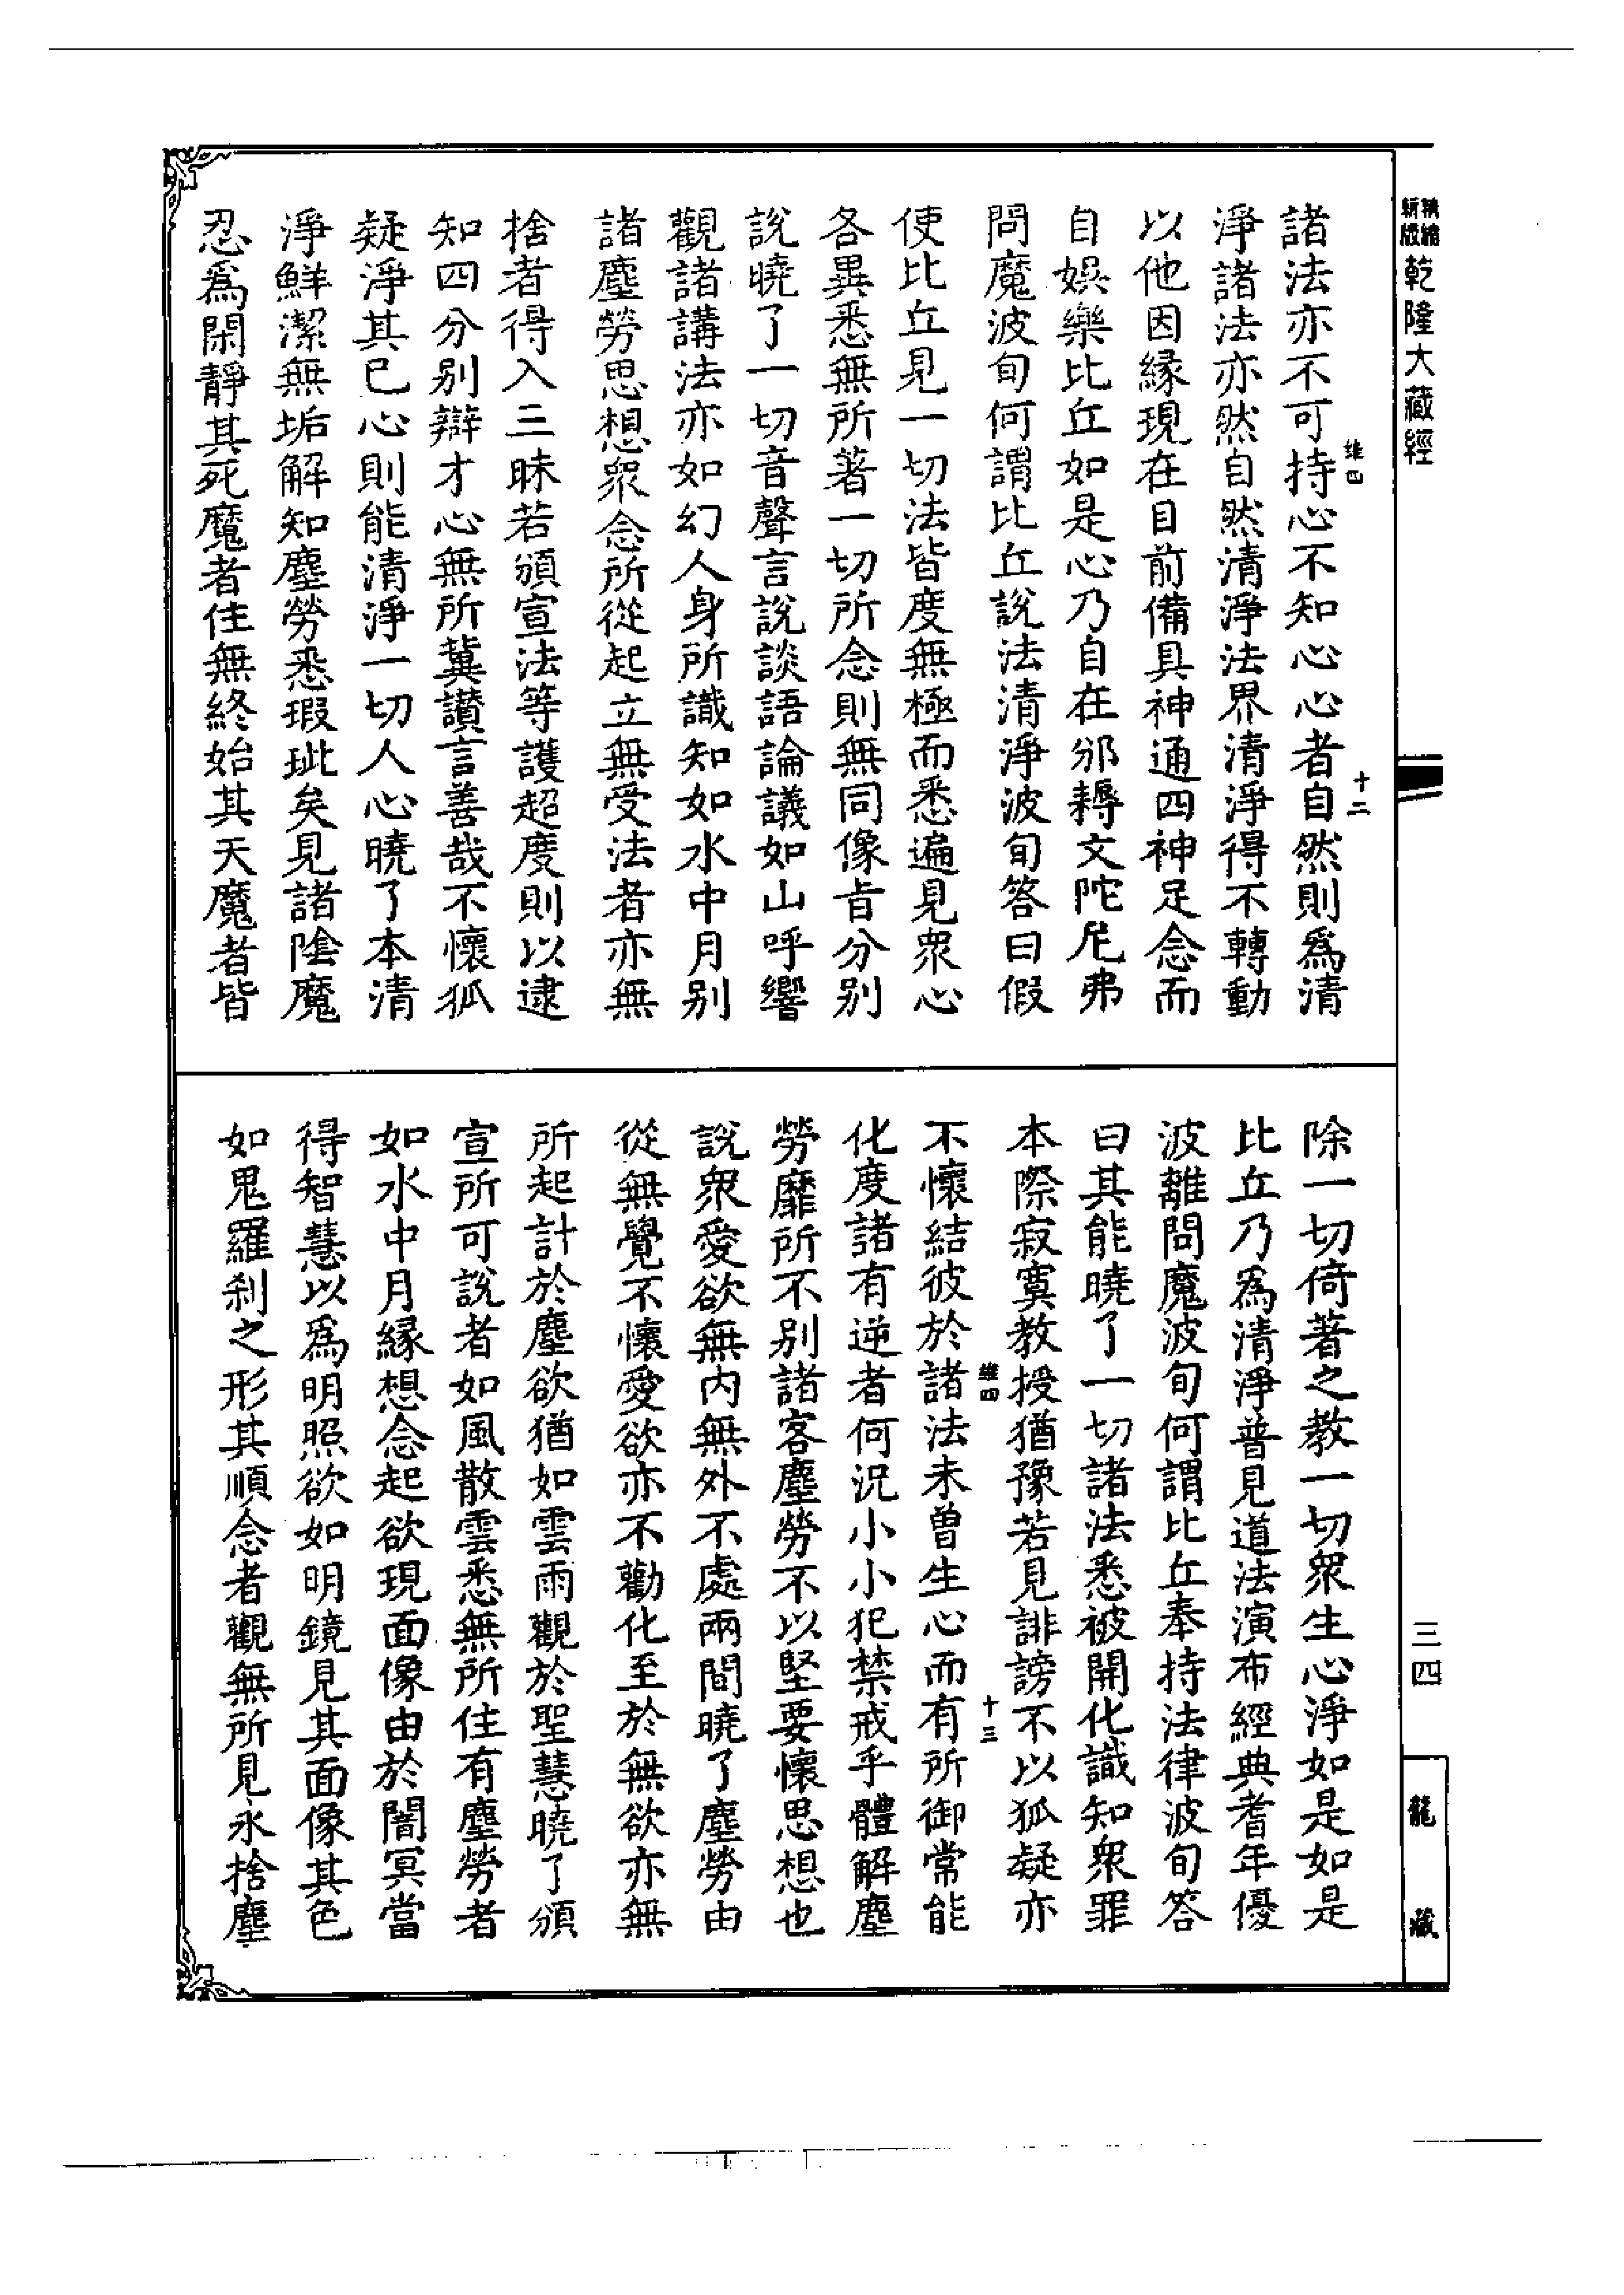 精縮新版乾隆大藏經
三四
龍藏
諸法亦不可持心不知心心者自然則為清
維四 十二
淨諸法亦然自然清淨法界清淨得不轉動
以他因緣現在目前備具神通四神足念而
自娛樂比丘如是心乃自在邠耨文陀尼弗
問魔波旬何謂比丘說法清淨波旬答曰假
使比丘見一切法皆度無極而悉遍見衆心
各異悉無所著一切所念則無同像旨分別
說曉了一切音聲言說談語論議如山呼響
觀諸講法亦如幻人身所識知如水中月別
諸塵勞思想衆念所從起立無受法者亦無
捨者得入三昧若頒宣法等護超度則以逮
知四分别辯才心無所冀讃言善哉不懷狐
疑淨其已心則能清淨一切人心曉了本清
淨鮮潔無垢解知塵勞悉瑕玼矣見諸陰魔
忍為閑靜其死魔者住無終始其天魔者皆
除一切倚著之教一切衆生心淨如是如是
比丘乃為清淨普見道法演布經典耆年優
波離問魔波旬何謂比丘奉持法律波旬答
曰其能曉了一切諸法悉被開化識知衆罪
本際寂寞教授猶豫若見誹謗不以狐疑亦
維四 十三
不懷結彼於諸法未曾生心而有所御常能
化度諸有逆者何況小小犯禁戒乎體解塵
勞靡所不别諸客塵勞不以堅要懷思想也
說衆愛欲無内無外不處兩間曉了塵勞由
從無覺不懷愛欲亦不勸化至於無欲亦無
所起計於塵欲猶如雲雨觀於聖慧曉了頒
宣所可說者如風散雲悉無所住有塵勞者
如水中月緣想念起欲現面像由於闇冥當
得智慧以為明照欲如明鏡見其面像其色
如鬼羅刹之形其順念者觀無所見永捨塵